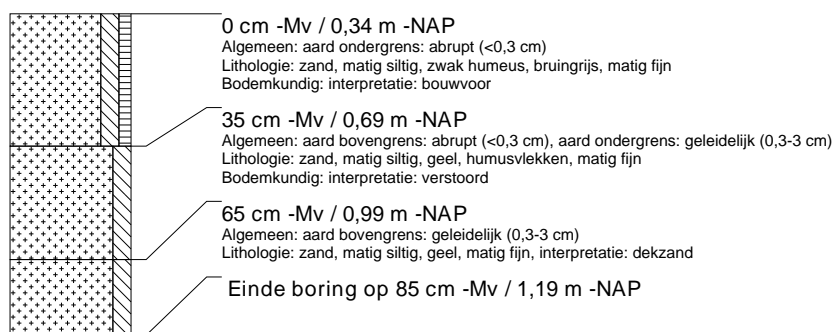 0 cm -Mv / 0,34 m -NAP
Algemeen: aard ondergrens: abrupt (<0,3 cm)
Lithologie: zand, matig siltig, zwak humeus, bruingrijs, matig fijn
Bodemkundig: interpretatie: bouwvoor
35 cm -Mv / 0,69 m -NAP
Algemeen: aard bovengrens: abrupt (<0,3 cm), aard ondergrens: geleidelijk (0,3-3 cm)
Lithologie: zand, matig siltig, geel, humusvlekken, matig fijn
Bodemkundig: interpretatie: verstoord
65 cm -Mv / 0,99 m -NAP
Algemeen: aard bovengrens: geleidelijk (0,3-3 cm)
Lithologie: zand, matig siltig, geel, matig fijn, interpretatie: dekzand
Einde boring op 85 cm -Mv / 1,19 m -NAP